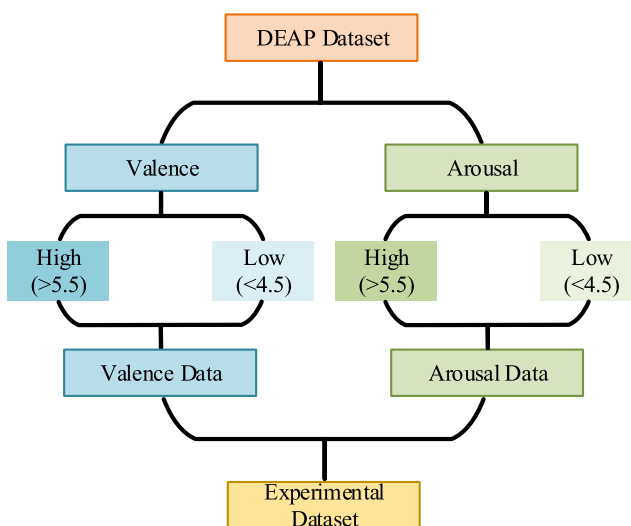 DEAP Dataset
Valence
Arousal
High
(>5.5)
Low
(<4.5)
High
(>5.5)
Low
(<4.5)
Valence Data
Arousal Data
Experimental
Dataset